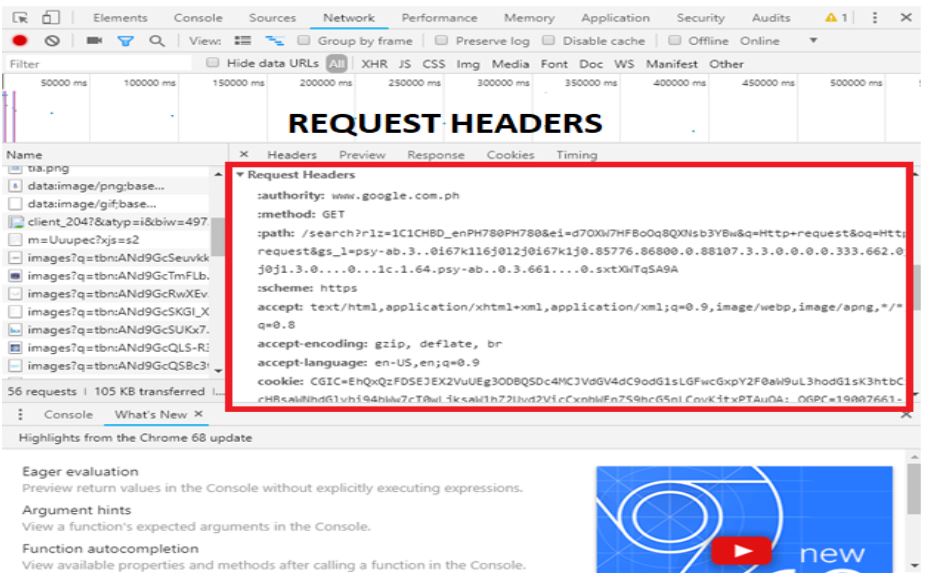 Elements Console Sources Network Performance Memory Application Security Audits 1
View: Group by frame Preserve log Disable cache Offline Online
Filter Hide data URLs All XHR JS CSS Img Media Font Doc WS Manifest Other
50000 ms 100000 ms 150000 ms 200000 ms 250000 ms 300000 ms 350000 ms 400000 ms 450000 ms 500000 ms
REQUEST HEADERS
Name
tia.png
data:image/png;base...
data:image/gif;base...
client_204?&atyp=i&biw=497.
m=Uuupec?xjs=s2
images?q=tbn:ANd9GcSeuvkk
images?q=tbn:ANd9GcTmFLb.
images?q=tbn:ANd9GcRwXEv
images?q=tbn:ANd9GcSKGI_X
images?q=tbn:ANd9GcSUKx7.
images?q=tbn:ANd9GcQLS-R
images?q=tbn:ANd9GcQSBc3
56 requests | 105 KB transferred
× Headers Preview Response Cookies Timing
Request Headers
:authority: www.google.com.ph
:method: GET
:path: /search?rlz=1C1CHBD_enPH780PH780&ei=d7OXW7HFBoOq8QXNsb3YBw&q=Http+request&oq=Http
request&gs_l=psy-ab.3..0i67k1l6j0l2j0i67k1j0.85776.86800.0.88107.3.3.0.0.0.0.333.662.0
j0j1.3.0....0...1c.1.64.psy-ab..0.3.661....0.sxtXWTqSA9A
:scheme: https
accept: text/html,application/xhtml+xml,application/xml;q=0.9,image/webp,image/apng,*/*
q=0.8
accept-encoding: gzip, deflate, br
accept-language: en-US,en;q=0.9
cookie:
Console What's New ×
Highlights from the Chrome 68 update
Eager evaluation
Preview return values in the Console without explicitly executing expressions.
Argument hints
View a function's expected arguments in the Console.
Function autocompletion
View available properties and methods after calling a function in the Console.
new